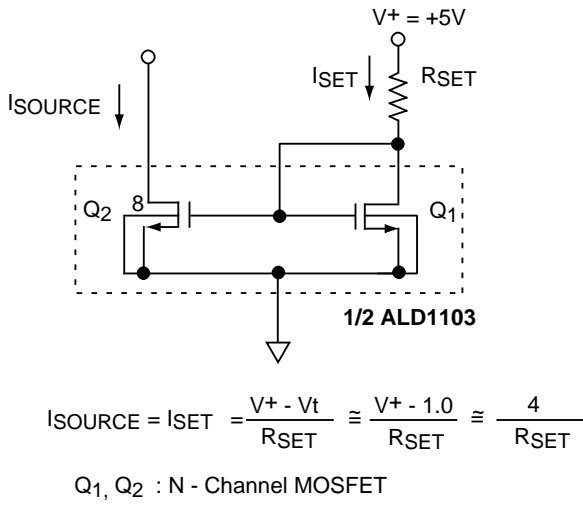 V+ = +5V
ISET
RSET
ISOURCE
Q2
8
Q1
1/2 ALD1103
ISOURCE = ISET = V+ - Vt / RSET ≅ V+ - 1.0 / RSET ≅ 4 / RSET
Q1, Q2 : N - Channel MOSFET